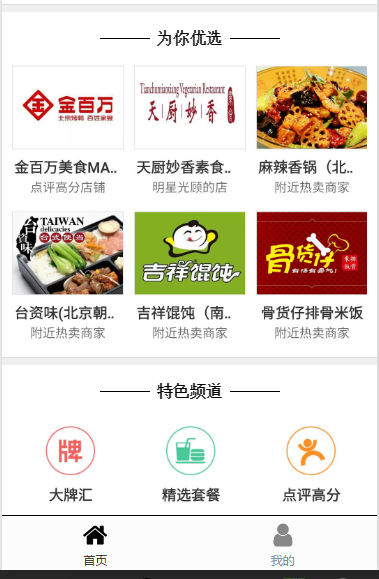 为你优选
金百万
北京烤鸭 百姓家宴
Tianchumiaoxiang Vegetarian Restaurant
天厨妙香
素食
金百万美食MA..
天厨妙香素食..
麻辣香锅（北..
点评高分店铺
明星光顾的店
附近热卖商家
台资味
TAIWAN
delicacies
台式便当
吉祥馄饨
骨货仔
台资味(北京朝..
吉祥馄饨（南..
骨货仔排骨米饭
附近热卖商家
附近热卖商家
附近热卖商家
特色频道
牌
大牌汇
精选套餐
点评高分
首页
我的